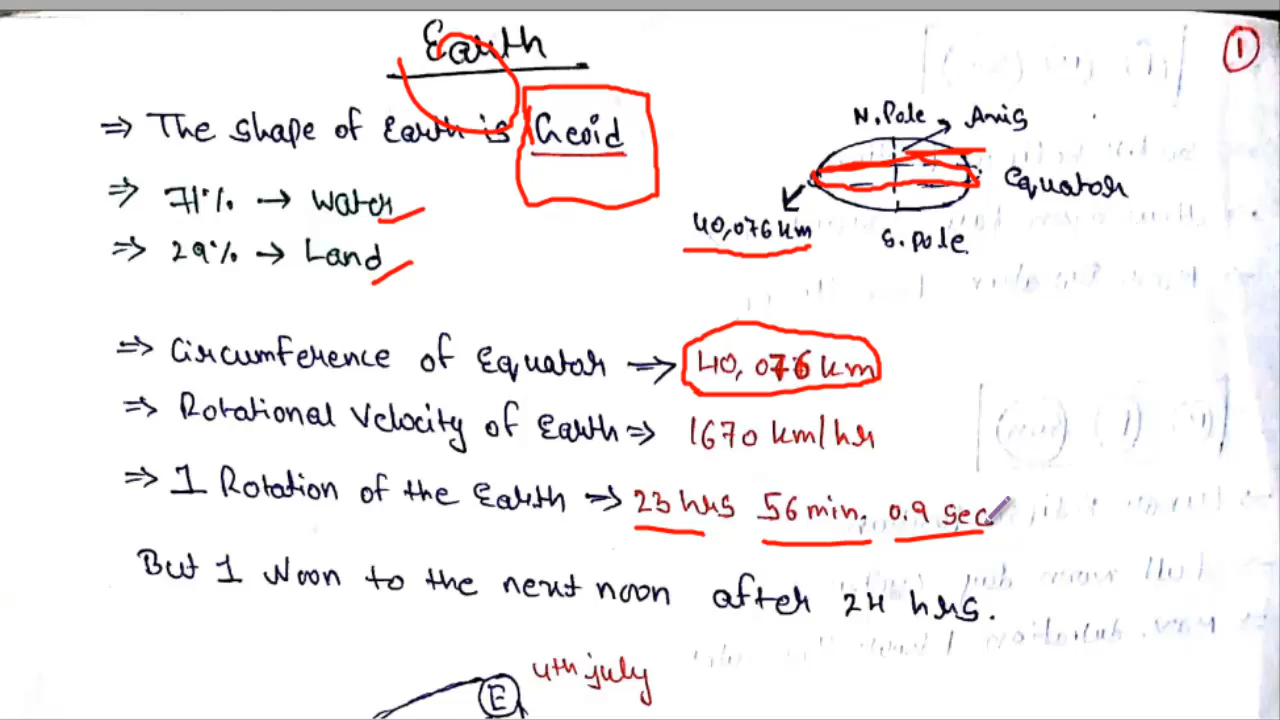 Earth
1
⇒ The shape of Earth is Geoid
⇒ 71% → Water
⇒ 29% → Land
N.Pole
Axis
Equator
40,076 km
S.pole
⇒ Circumference of Equator → 40,076 km
⇒ Rotational Velocity of Earth ⇒ 1670 km/hr
⇒ 1 Rotation of the Earth ⇒ 23 hrs 56 min. 0.9 sec
But 1 Noon to the next noon after 24 hrs.
4th july
E